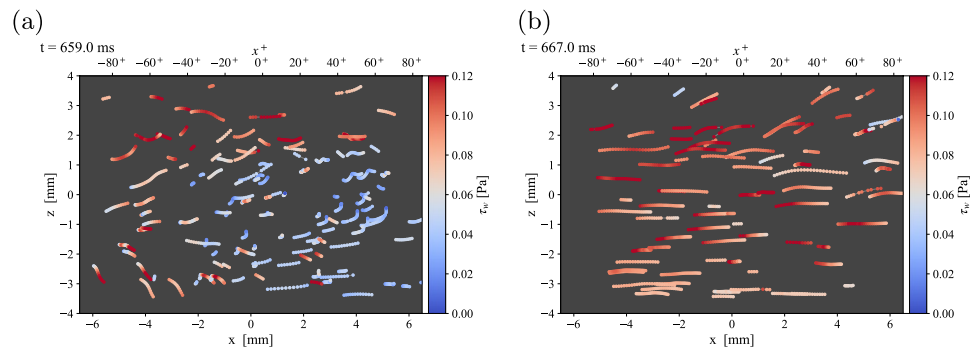 (a)
t = 659.0 ms
x⁺
−80⁺ −60⁺ −40⁺ −20⁺ 0⁺ 20⁺ 40⁺ 60⁺ 80⁺
4
3
2
1
0
−1
−2
−3
−4
z [mm]
−6 −4 −2 0 2 4 6
x [mm]
0.12
0.10
0.08
0.06
0.04
0.02
0.00
τw [Pa]
(b)
t = 667.0 ms
x⁺
−80⁺ −60⁺ −40⁺ −20⁺ 0⁺ 20⁺ 40⁺ 60⁺ 80⁺
4
3
2
1
0
−1
−2
−3
−4
z [mm]
−6 −4 −2 0 2 4 6
x [mm]
0.12
0.10
0.08
0.06
0.04
0.02
0.00
τw [Pa]